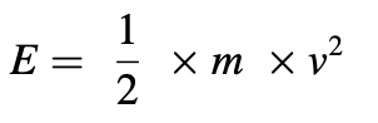 E = 1/2 × m × v²